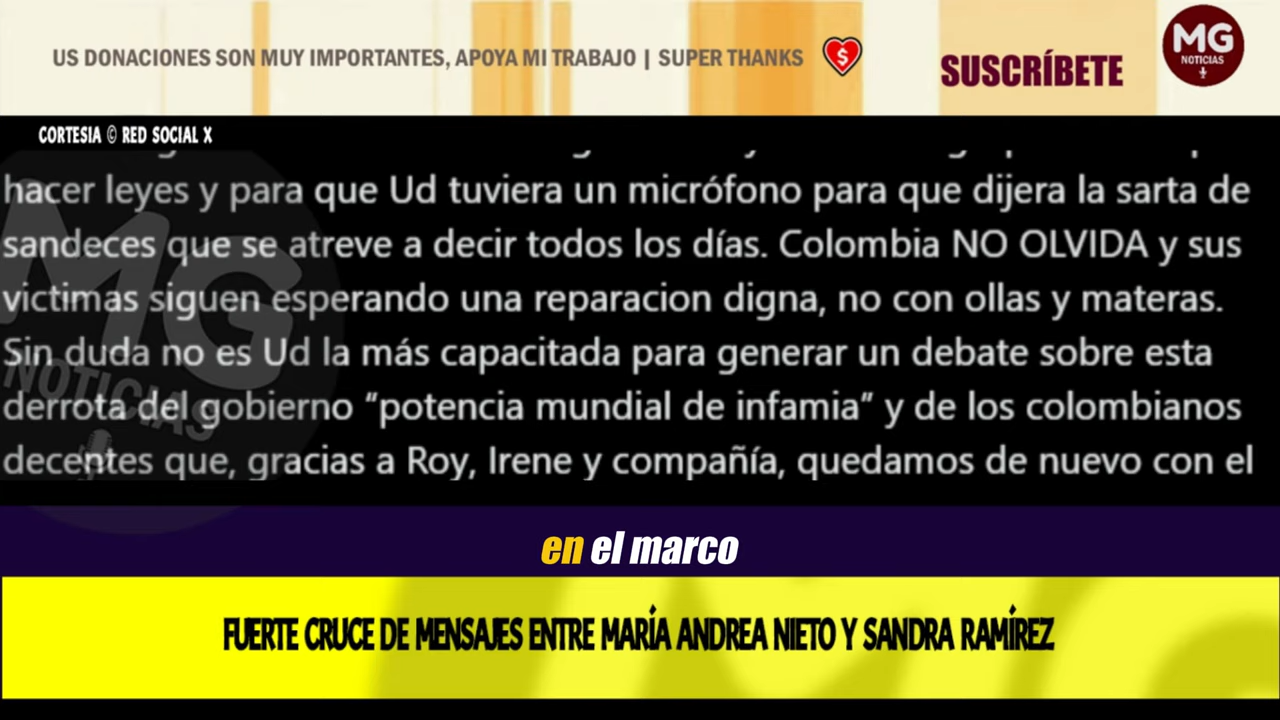 US DONACIONES SON MUY IMPORTANTES, APOYA MI TRABAJO | SUPER THANKS
$
SUSCRÍBETE
MG
NOTICIAS
CORTESIA © RED SOCIAL X
hacer leyes y para que Ud tuviera un micrófono para que dijera la sarta de
sandeces que se atreve a decir todos los días. Colombia NO OLVIDA y sus
victimas siguen esperando una reparacion digna, no con ollas y materas.
Sin duda no es Ud la más capacitada para generar un debate sobre esta
derrota del gobierno “potencia mundial de infamia” y de los colombianos
decentes que, gracias a Roy, Irene y compañía, quedamos de nuevo con el
MG
NOTICIAS
en el marco
FUERTE CRUCE DE MENSAJES ENTRE MARÍA ANDREA NIETO Y SANDRA RAMÍREZ